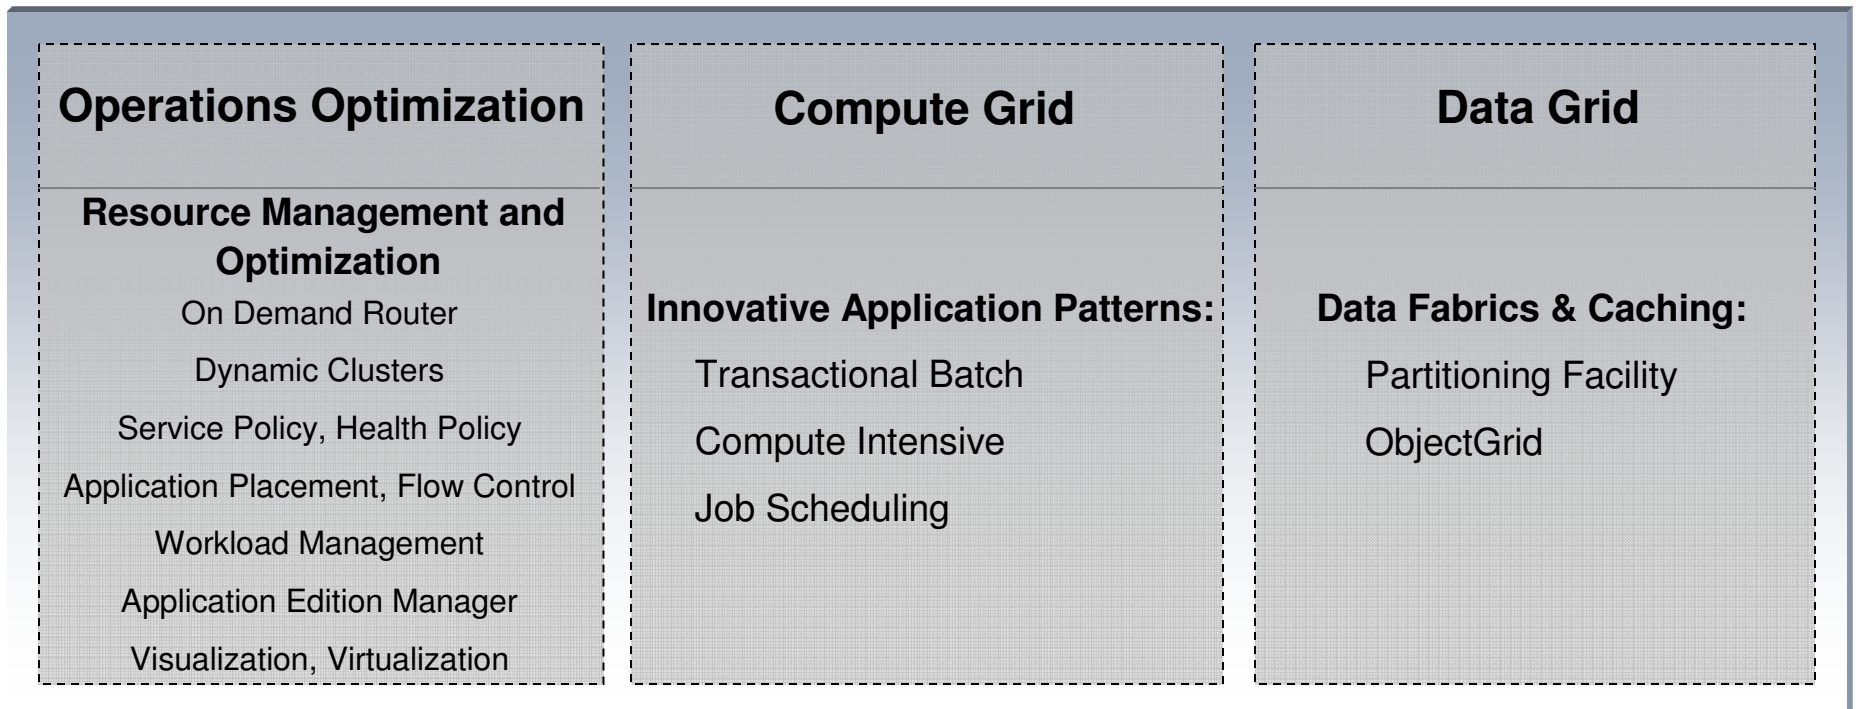 Operations Optimization
Resource Management and
Optimization
On Demand Router
Dynamic Clusters
Service Policy, Health Policy
Application Placement, Flow Control
Workload Management
Application Edition Manager
Visualization, Virtualization
Compute Grid
Innovative Application Patterns:
Transactional Batch
Compute Intensive
Job Scheduling
Data Grid
Data Fabrics & Caching:
Partitioning Facility
ObjectGrid